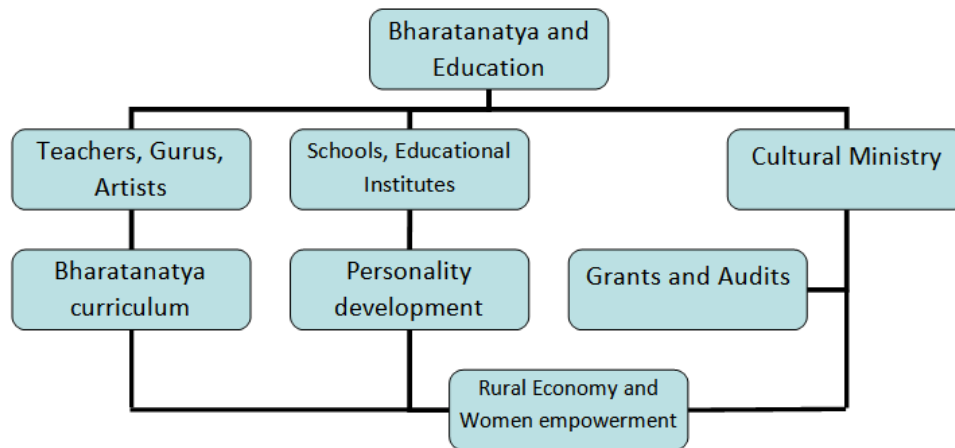 Bharatanatya and
Education
Teachers, Gurus,
Artists
Schools, Educational
Institutes
Cultural Ministry
Bharatanatya
curriculum
Personality
development
Grants and Audits
Rural Economy and
Women empowerment